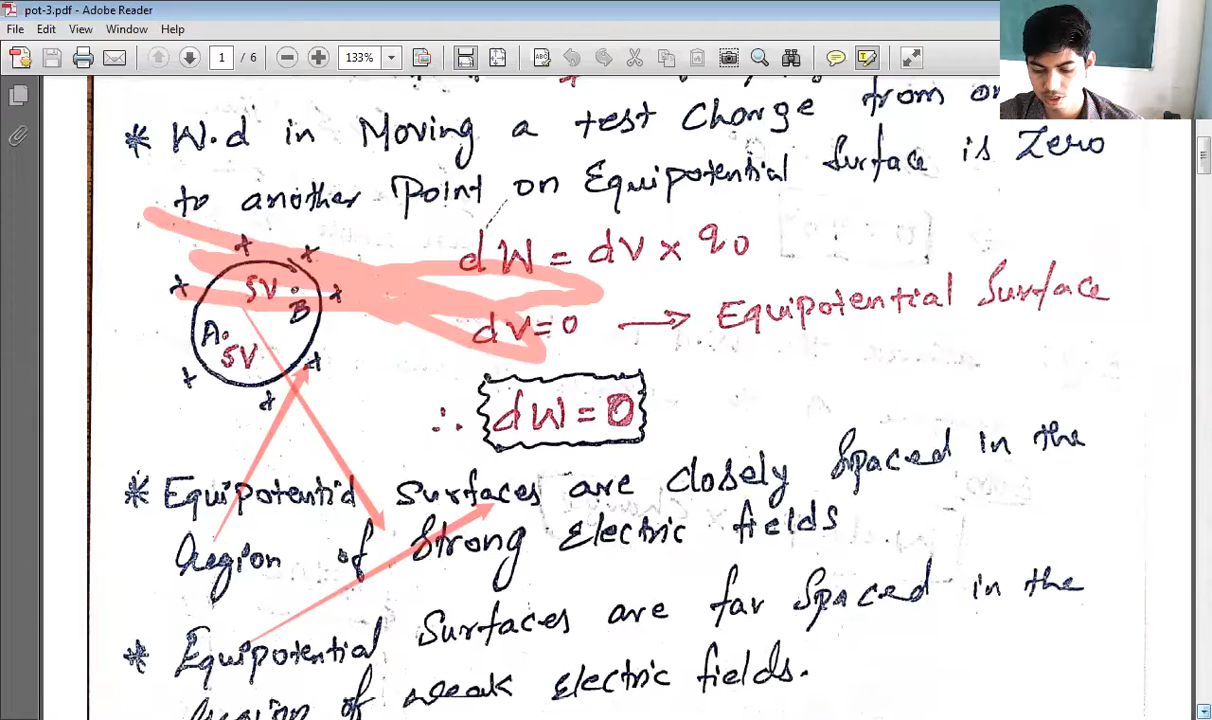 pot-3.pdf - Adobe Reader
File Edit View Window Help
1 / 6 133%
* W.d in Moving a test Charge from
to another Point on Equipotential Surface is Zero
dW = dV × q0
+ + + + + + + +
5V
B
A
5V
dV=0 → Equipotential Surface
∴ dW=0
* Equipotential Surfaces are closely Spaced in the
Region of Strong Electric fields
* Equipotential Surfaces are far Spaced in the
Region of weak Electric fields.